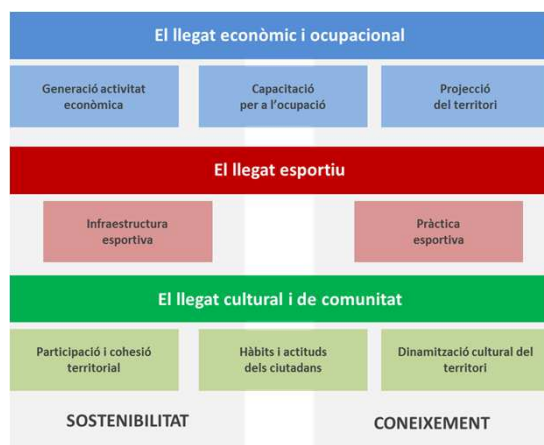 El llegat econòmic i ocupacional
Generació activitat
econòmica
Capacitació
per a l'ocupació
Projecció
del territori
El llegat esportiu
Infraestructura
esportiva
Pràctica
esportiva
El llegat cultural i de comunitat
Participació i cohesió
territorial
Hàbits i actituds
dels ciutadans
Dinamització cultural del
territori
SOSTENIBILITAT
CONEIXEMENT